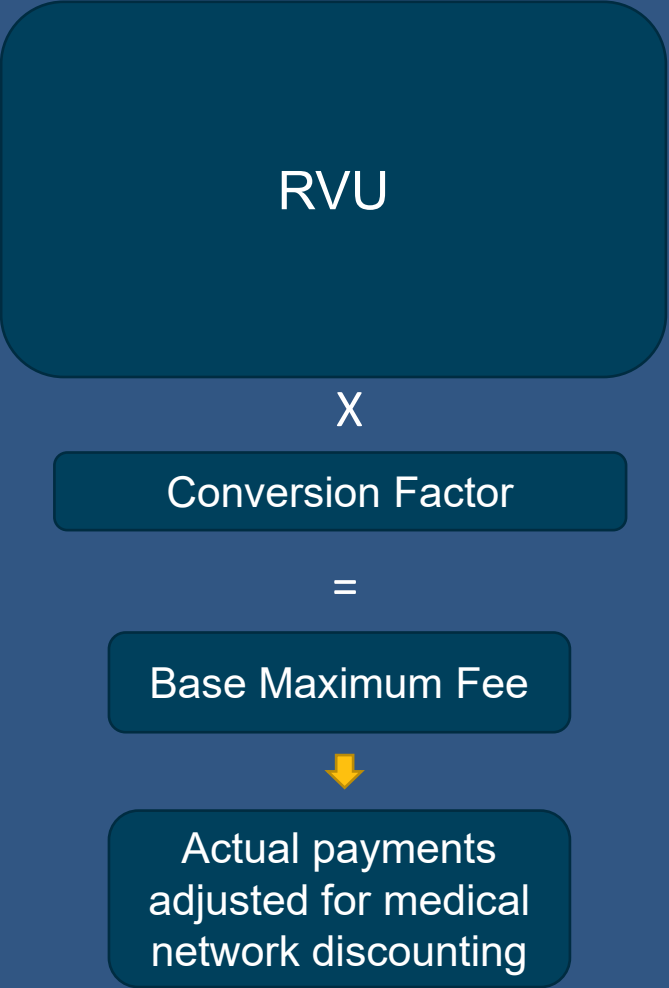 RVU
X
Conversion Factor
=
Base Maximum Fee
Actual payments
adjusted for medical
network discounting